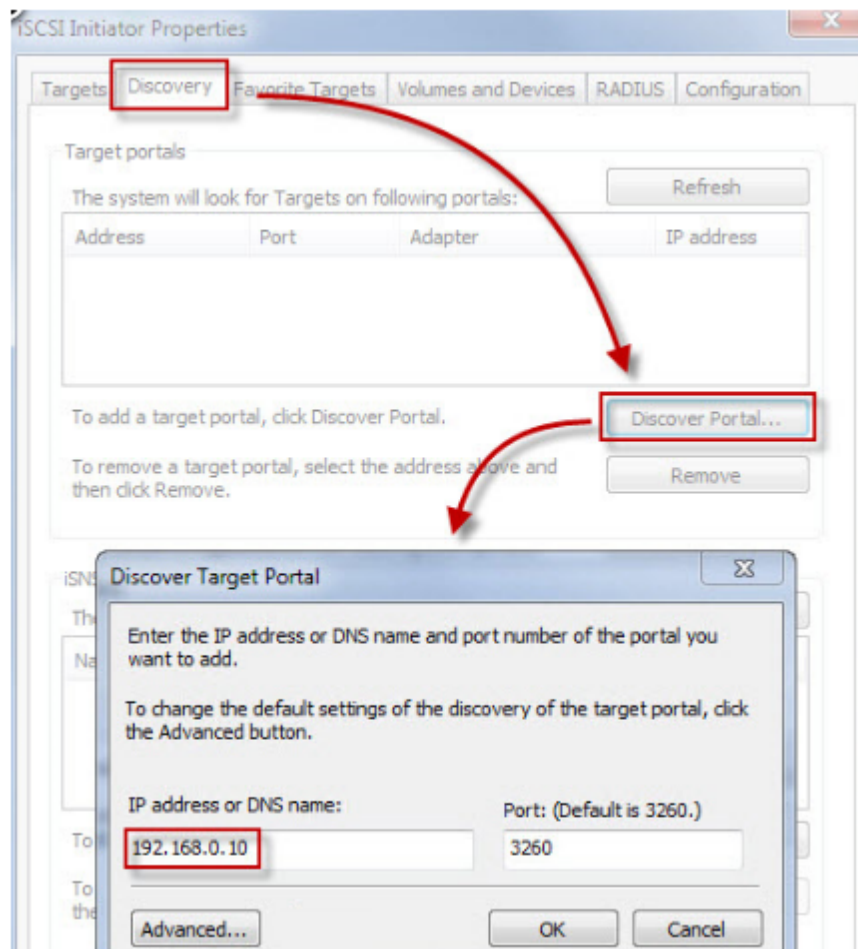 iSCSI Initiator Properties
Targets Discovery Favorite Targets Volumes and Devices RADIUS Configuration
Target portals
The system will look for Targets on following portals:
Refresh
Address Port Adapter IP address
To add a target portal, click Discover Portal.
Discover Portal...
To remove a target portal, select the address above and
then click Remove.
Remove
Discover Target Portal
Enter the IP address or DNS name and port number of the portal you
want to add.
To change the default settings of the discovery of the target portal, click
the Advanced button.
IP address or DNS name:
Port: (Default is 3260.)
192.168.0.10
3260
To
To
the
Advanced...
OK
Cancel